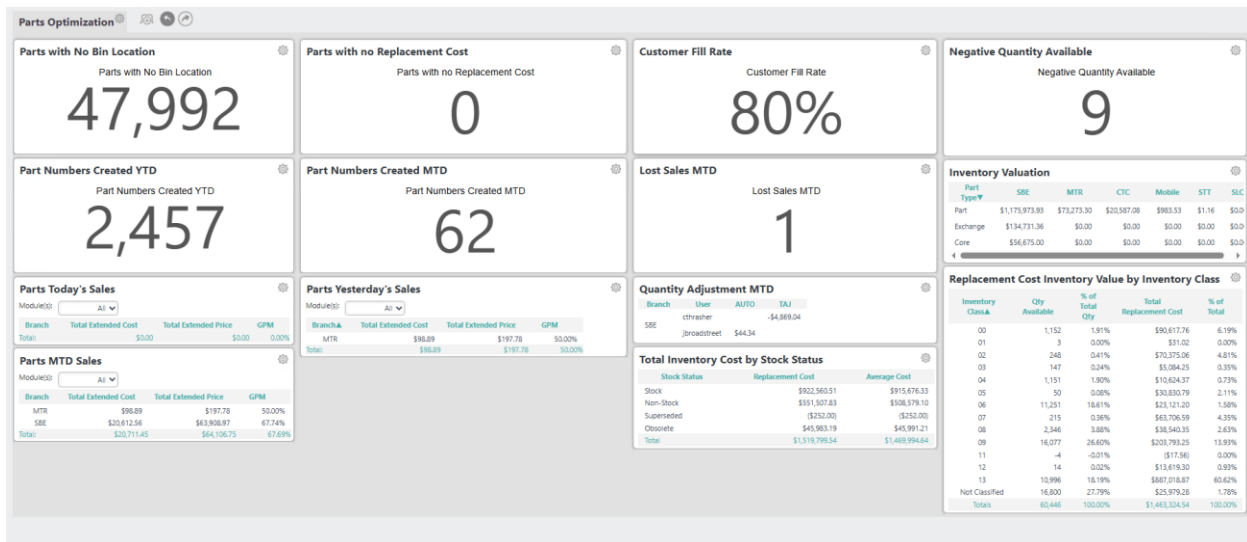 Parts Optimization
Parts with No Bin Location
Parts with No Bin Location
47,992
Parts with no Replacement Cost
Parts with no Replacement Cost
0
Customer Fill Rate
Customer Fill Rate
80%
Negative Quantity Available
Negative Quantity Available
9
Part Numbers Created YTD
Part Numbers Created YTD
2,457
Part Numbers Created MTD
Part Numbers Created MTD
62
Lost Sales MTD
Lost Sales MTD
1
Inventory Valuation
Part Type▼ SBE MTR CTC Mobile STT SLC
Part $1,175,973.93 $73,273.30 $20,587.08 $983.53 $1.16 $0.0
Exchange $134,731.36 $0.00 $0.00 $0.00 $0.00 $0.0
Core $56,675.00 $0.00 $0.00 $0.00 $0.00 $0.0
Parts Today's Sales
Module(s): All
Branch Total Extended Cost Total Extended Price GPM
Total: $0.00 $0.00 0.00%
Parts Yesterday's Sales
Module(s): All
Branch▲ Total Extended Cost Total Extended Price GPM
MTR $98.89 $197.78 50.00%
Total: $98.89 $197.78 50.00%
Quantity Adjustment MTD
Branch User AUTO TAJ
SBE
cthrasher -$4,869.04
jbroadstreet $44.34
Parts MTD Sales
Module(s): All
Branch Total Extended Cost Total Extended Price GPM
MTR $98.89 $197.78 50.00%
SBE $20,612.56 $63,908.97 67.74%
Total: $20,711.45 $64,106.75 67.69%
Total Inventory Cost by Stock Status
Stock Status Replacement Cost Average Cost
Stock $922,560.51 $915,676.33
Non-Stock $551,507.83 $508,579.10
Superseded ($252.00) ($252.00)
Obsolete $45,983.19 $45,991.21
Total $1,519,799.54 $1,469,994.64
Replacement Cost Inventory Value by Inventory Class
Inventory Class▲ Qty Available % of Total Qty Total Replacement Cost % of Total
00 1,152 1.91% $90,617.76 6.19%
01 3 0.00% $31.02 0.00%
02 248 0.41% $70,375.06 4.81%
03 147 0.24% $5,084.25 0.35%
04 1,151 1.90% $10,624.37 0.73%
05 50 0.08% $30,830.79 2.11%
06 11,251 18.61% $23,121.20 1.58%
07 215 0.36% $63,706.59 4.35%
08 2,346 3.88% $38,540.35 2.63%
09 16,077 26.60% $203,793.25 13.93%
11 -4 -0.01% ($17.56) 0.00%
12 14 0.02% $13,619.30 0.93%
13 10,996 18.19% $887,018.87 60.62%
Not Classified 16,800 27.79% $25,979.28 1.78%
Totals 60,446 100.00% $1,463,324.54 100.00%